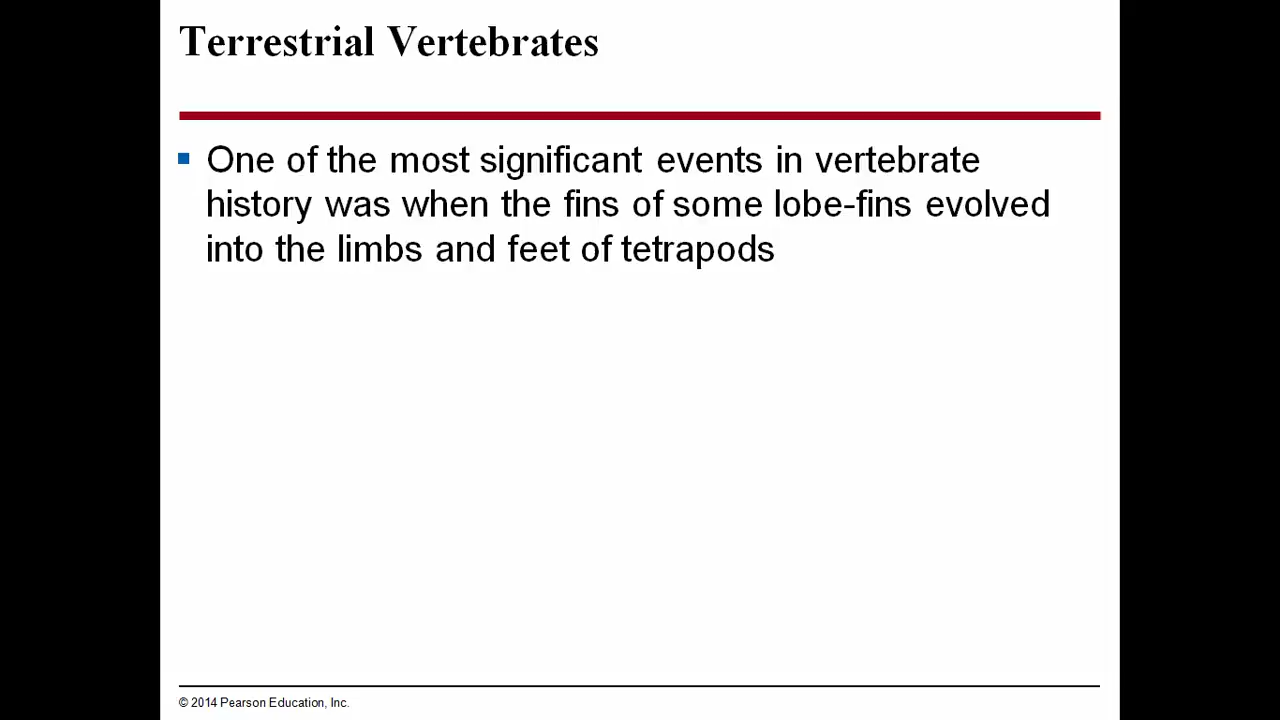 Terrestrial Vertebrates
One of the most significant events in vertebrate
history was when the fins of some lobe-fins evolved
into the limbs and feet of tetrapods
© 2014 Pearson Education, Inc.